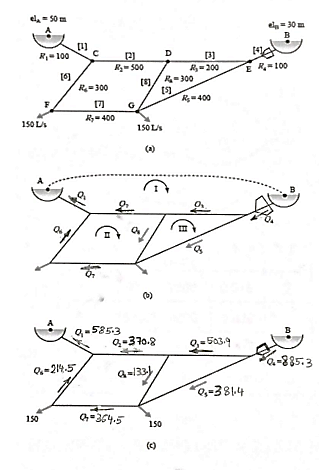 elA = 50 m
elB = 30 m
A
B
[1]
[2]
[3]
[4]
C
D
E
R₁ = 100
R₂ = 500
R₃ = 200
R₄ = 100
[6]
[8]
R₆ = 300
R₈ = 300
[5]
R₅ = 400
F
[7]
G
R₇ = 400
150 L/s
150 L/s
(a)
A
I
B
Q₁
Q₂
Q₃
Q₄
Q₆
II
Q₈
III
Q₅
Q₇
(b)
A
B
Q₁ = 585.3
Q₂ = 370.8
Q₃ = 503.9
Q₄ = 885.3
Q₆ = 214.5
Q₈ = 133.1
Q₅ = 381.4
150
Q₇ = 364.5
150
(c)